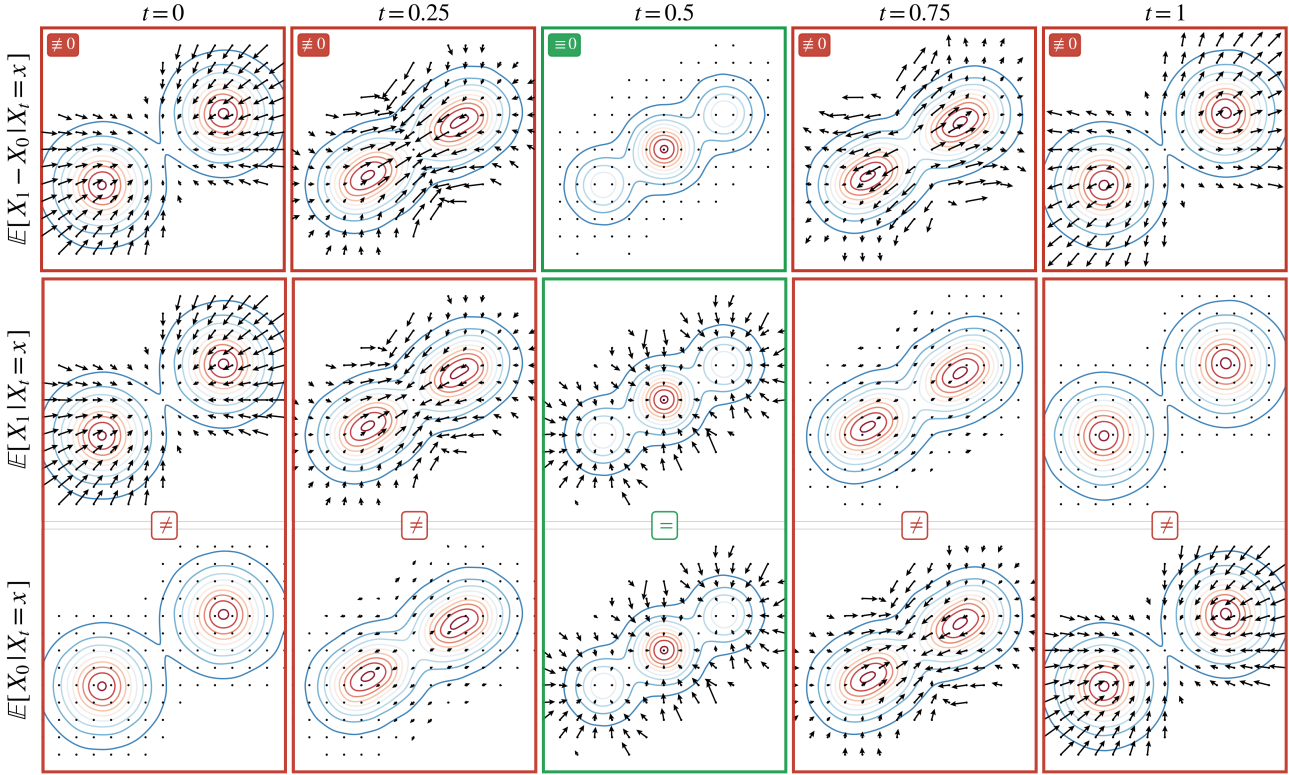 t=0 t=0.25 t=0.5 t=0.75 t=1
𝔼[X₁ − X₀|Xₜ=x]
≢0 ≢0 ≡0 ≢0 ≢0
𝔼[X₁|Xₜ=x]
≠ ≠ = ≠ ≠
𝔼[X₀|Xₜ=x]